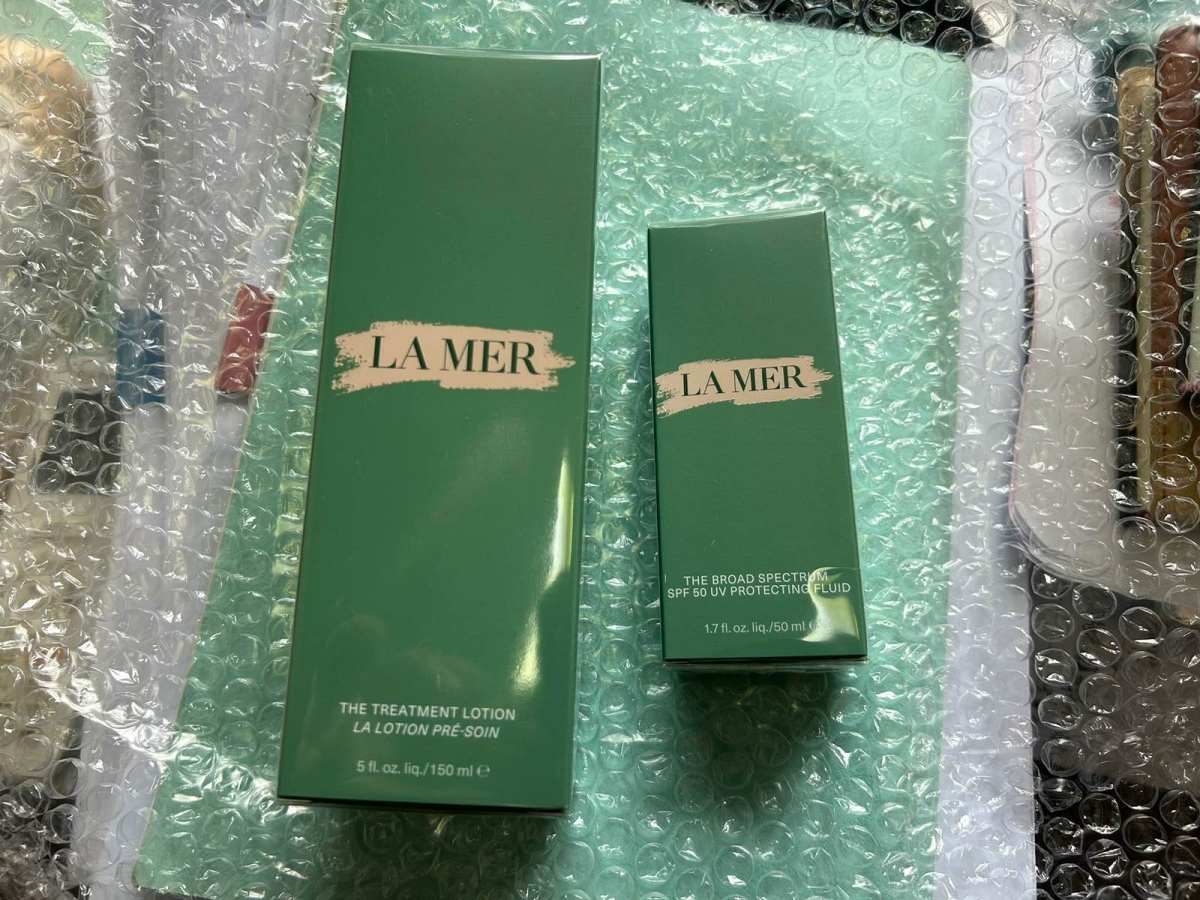 LA MER
THE TREATMENT LOTION
LA LOTION PRÉ-SOIN
5 fl. oz. liq./150 ml ℮
LA MER
THE BROAD SPECTRUM
SPF 50 UV PROTECTING FLUID
1.7 fl. oz. liq./50 ml ℮